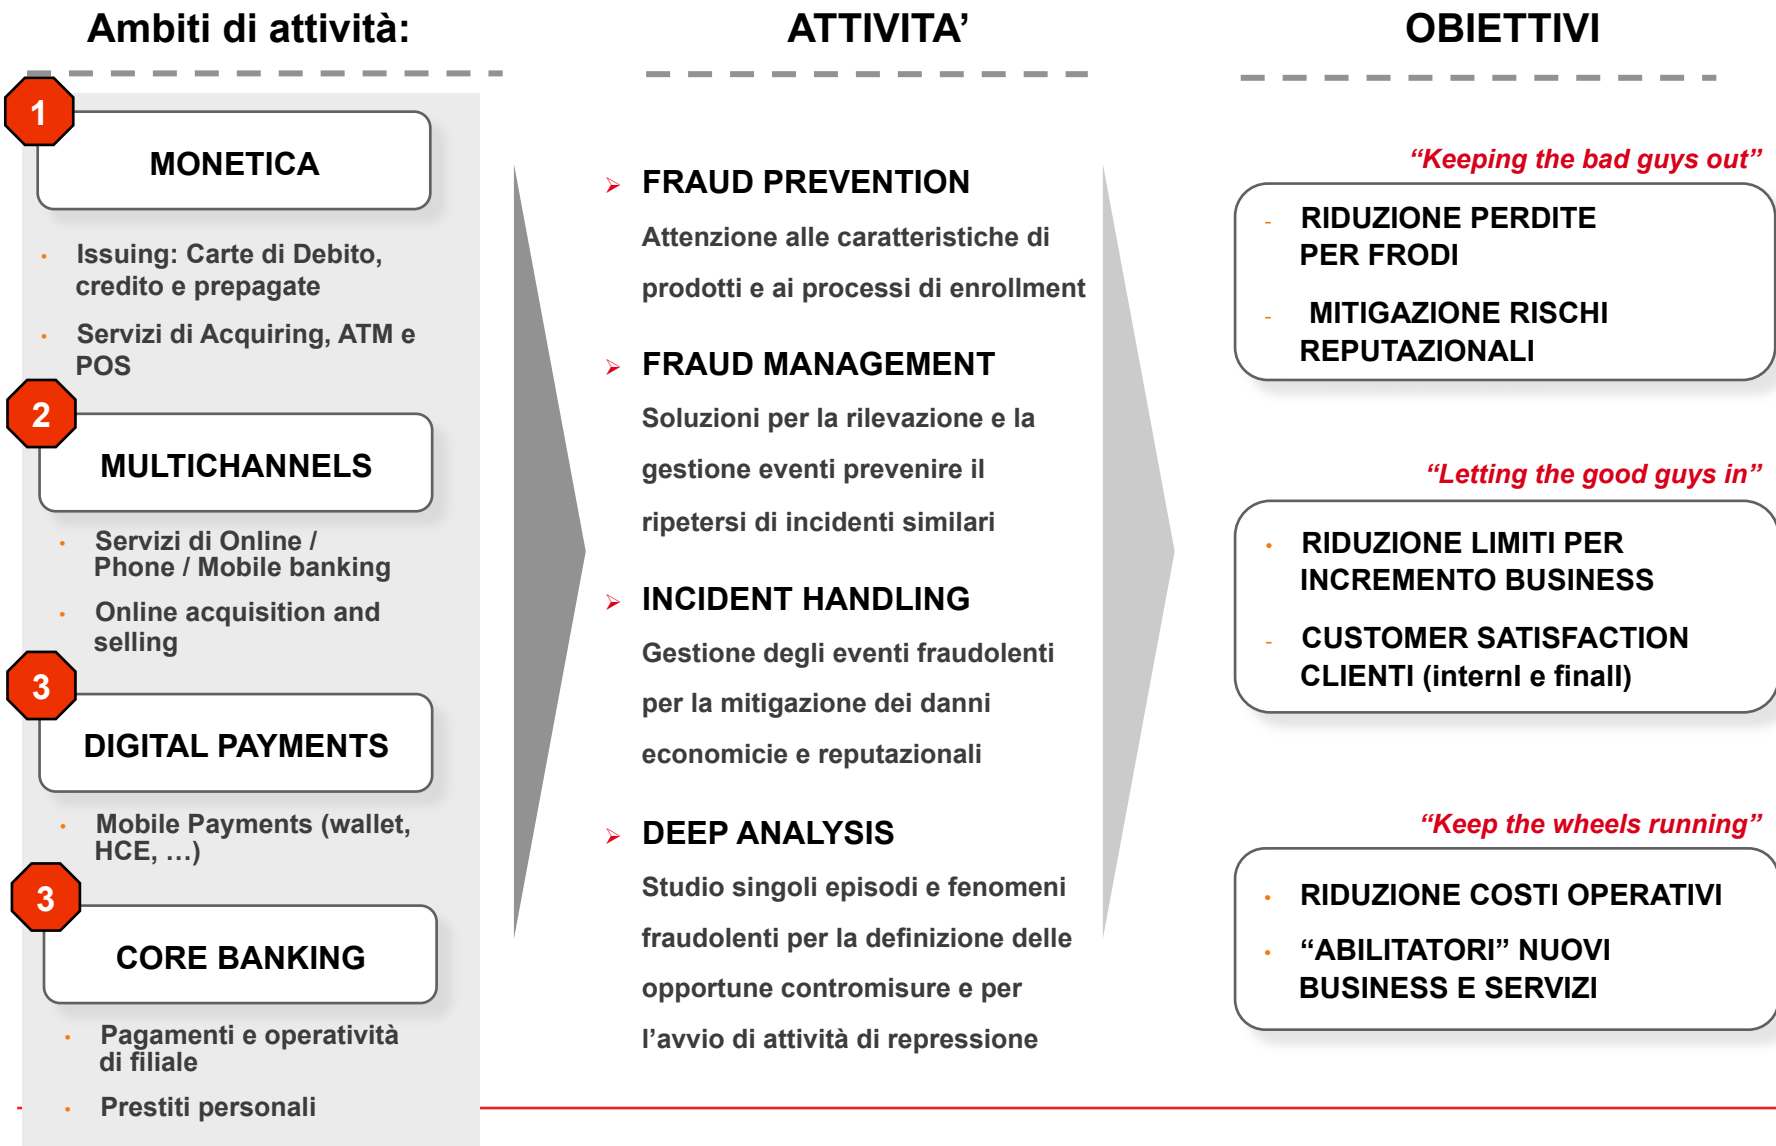 Ambiti di attività:
1
MONETICA
• Issuing: Carte di Debito,
credito e prepagate
• Servizi di Acquiring, ATM e
POS
2
MULTICHANNELS
• Servizi di Online /
Phone / Mobile banking
• Online acquisition and
selling
3
DIGITAL PAYMENTS
• Mobile Payments (wallet,
HCE, …)
3
CORE BANKING
• Pagamenti e operatività
di filiale
• Prestiti personali
ATTIVITA’
➢ FRAUD PREVENTION
Attenzione alle caratteristiche di
prodotti e ai processi di enrollment
➢ FRAUD MANAGEMENT
Soluzioni per la rilevazione e la
gestione eventi prevenire il
ripetersi di incidenti similari
➢ INCIDENT HANDLING
Gestione degli eventi fraudolenti
per la mitigazione dei danni
economicie e reputazionali
➢ DEEP ANALYSIS
Studio singoli episodi e fenomeni
fraudolenti per la definizione delle
opportune contromisure e per
l’avvio di attività di repressione
OBIETTIVI
“Keeping the bad guys out”
- RIDUZIONE PERDITE
PER FRODI
- MITIGAZIONE RISCHI
REPUTAZIONALI
“Letting the good guys in”
• RIDUZIONE LIMITI PER
INCREMENTO BUSINESS
- CUSTOMER SATISFACTION
CLIENTI (internI e finalI)
“Keep the wheels running”
• RIDUZIONE COSTI OPERATIVI
• “ABILITATORI” NUOVI
BUSINESS E SERVIZI